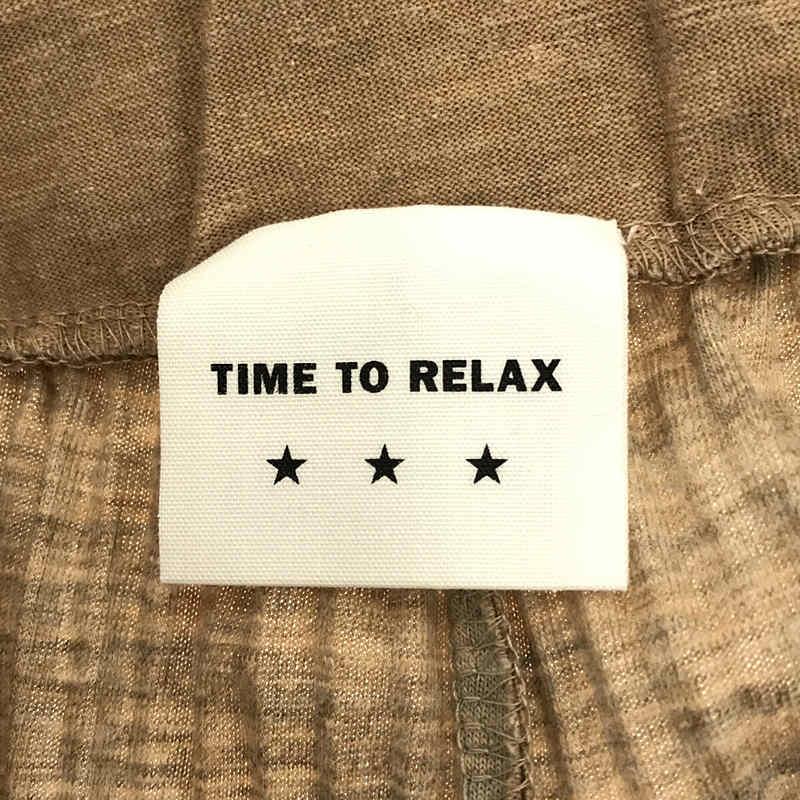 TIME TO RELAX
★ ★ ★